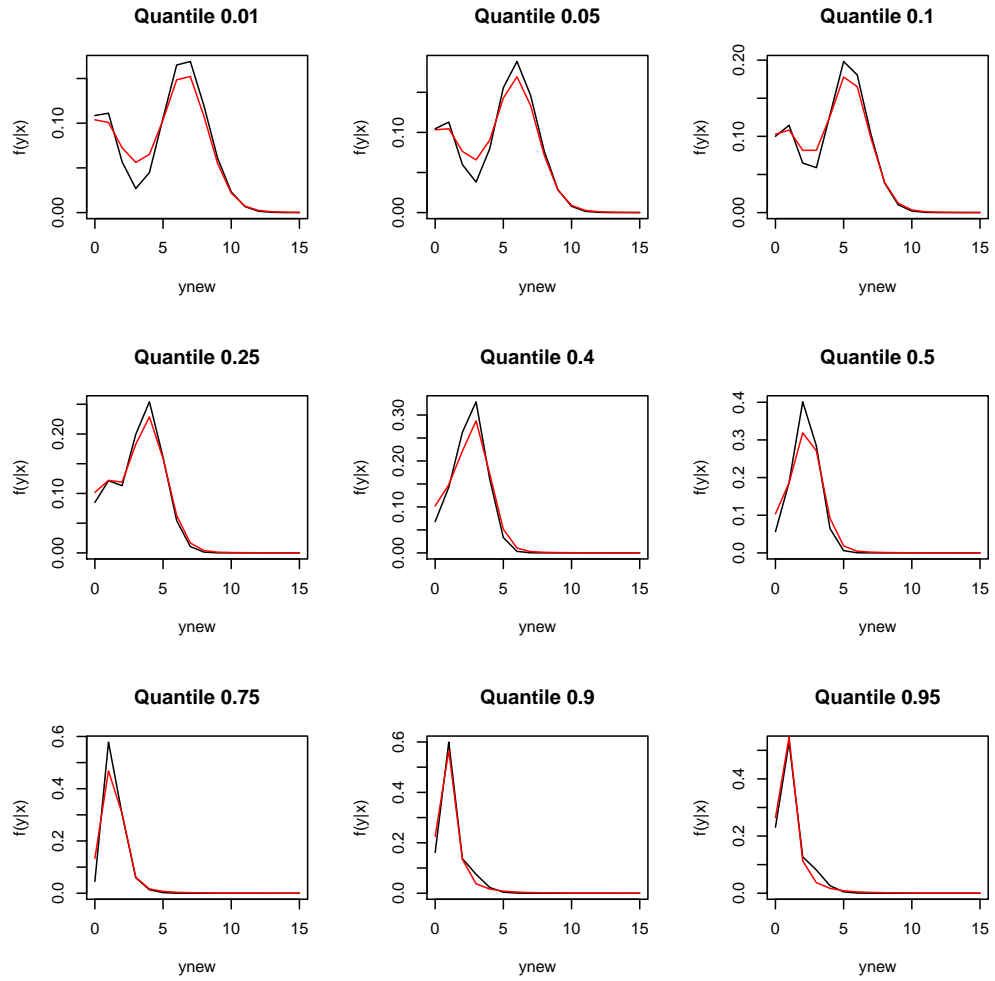 Quantile 0.01
Quantile 0.05
Quantile 0.1
f(y|x)
0.00
0.10
0 5 10 15
ynew
f(y|x)
0.00
0.10
0 5 10 15
ynew
f(y|x)
0.00
0.10
0.20
0 5 10 15
ynew
Quantile 0.25
Quantile 0.4
Quantile 0.5
f(y|x)
0.00
0.10
0.20
0 5 10 15
ynew
f(y|x)
0.00
0.10
0.20
0.30
0 5 10 15
ynew
f(y|x)
0.0
0.1
0.2
0.3
0.4
0 5 10 15
ynew
Quantile 0.75
Quantile 0.9
Quantile 0.95
f(y|x)
0.0
0.2
0.4
0.6
0 5 10 15
ynew
f(y|x)
0.0
0.2
0.4
0.6
0 5 10 15
ynew
f(y|x)
0.0
0.2
0.4
0 5 10 15
ynew